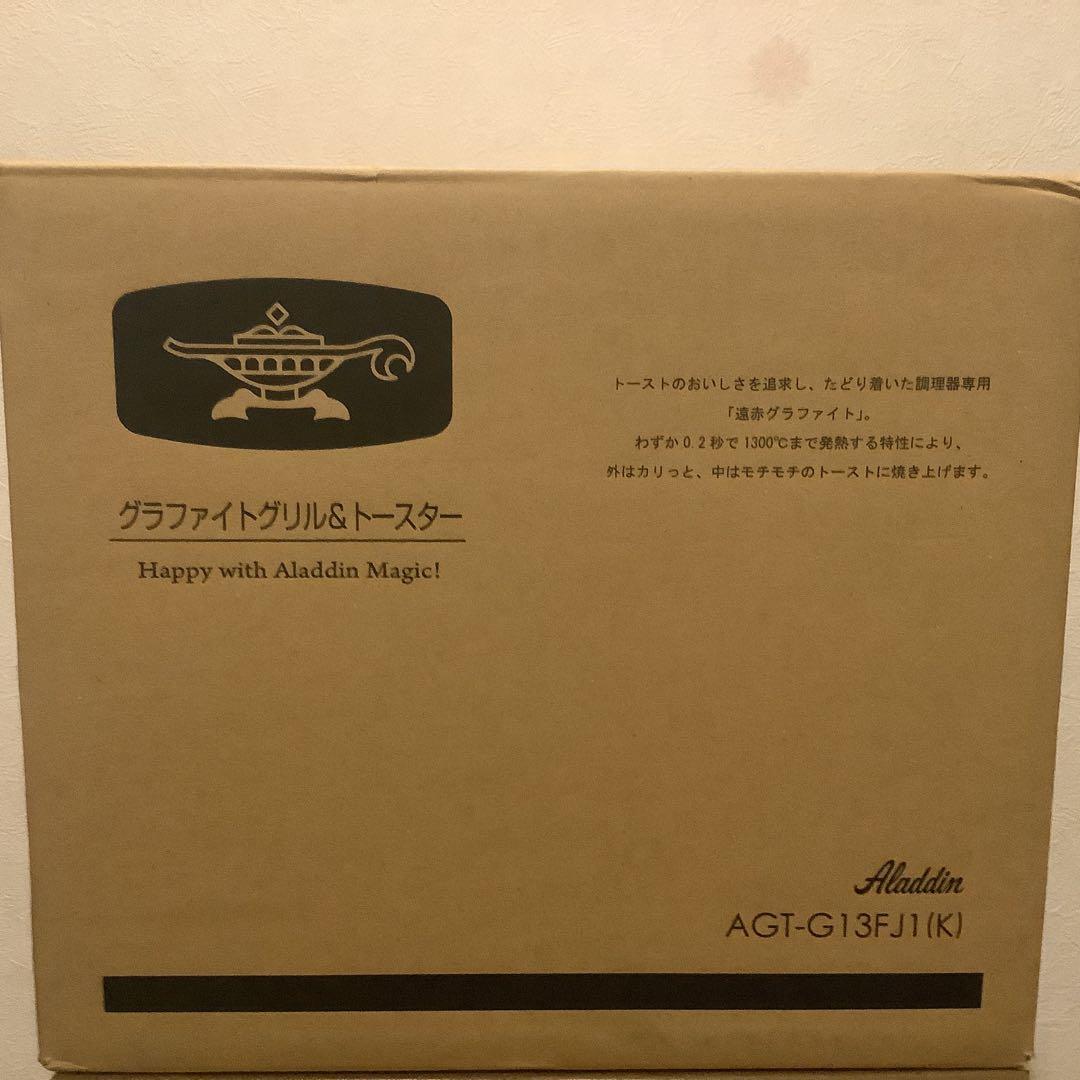 グラファイトグリル&トースター
Happy with Aladdin Magic!
トーストのおいしさを追求し、たどり着いた調理器専用
「遠赤グラファイト」。
わずか0.2秒で1300℃まで発熱する特性により、
外はカリっと、中はモチモチのトーストに焼き上げます。
Aladdin
AGT-G13FJ1(K)